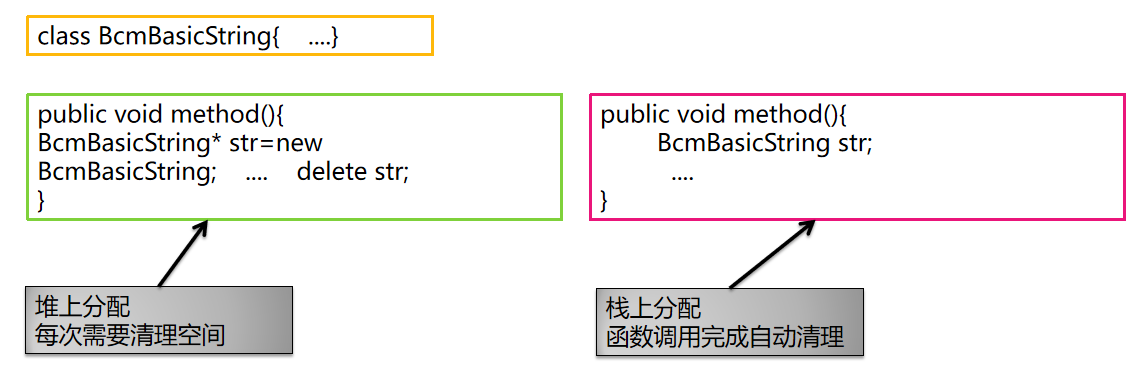 class BcmBasicString{    ....}
public void method(){
BcmBasicString* str=new
BcmBasicString;    ....    delete str;
}
public void method(){
BcmBasicString str;
....
}
堆上分配
每次需要清理空间
栈上分配
函数调用完成自动清理